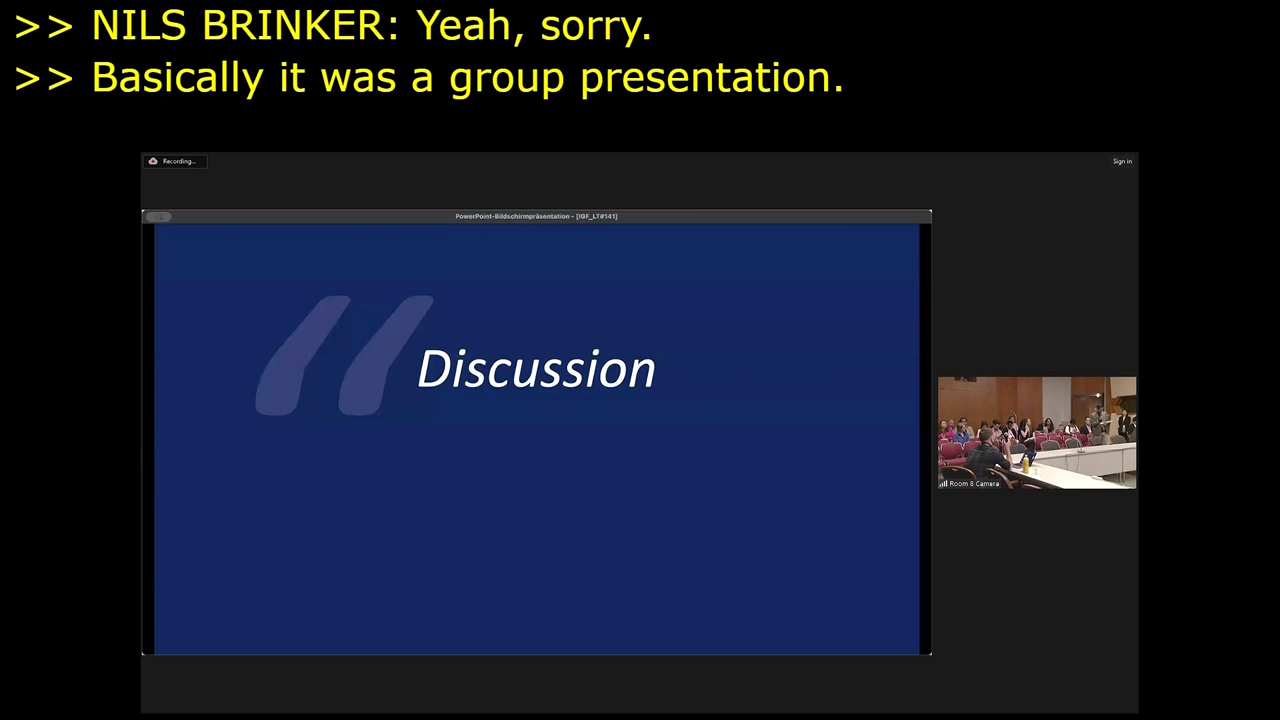 >> NILS BRINKER: Yeah, sorry.
>> Basically it was a group presentation.
Recording...
Sign in
PowerPoint-Bildschirmpräsentation - [IGF_LT#141]
Discussion
Room 8 Camera